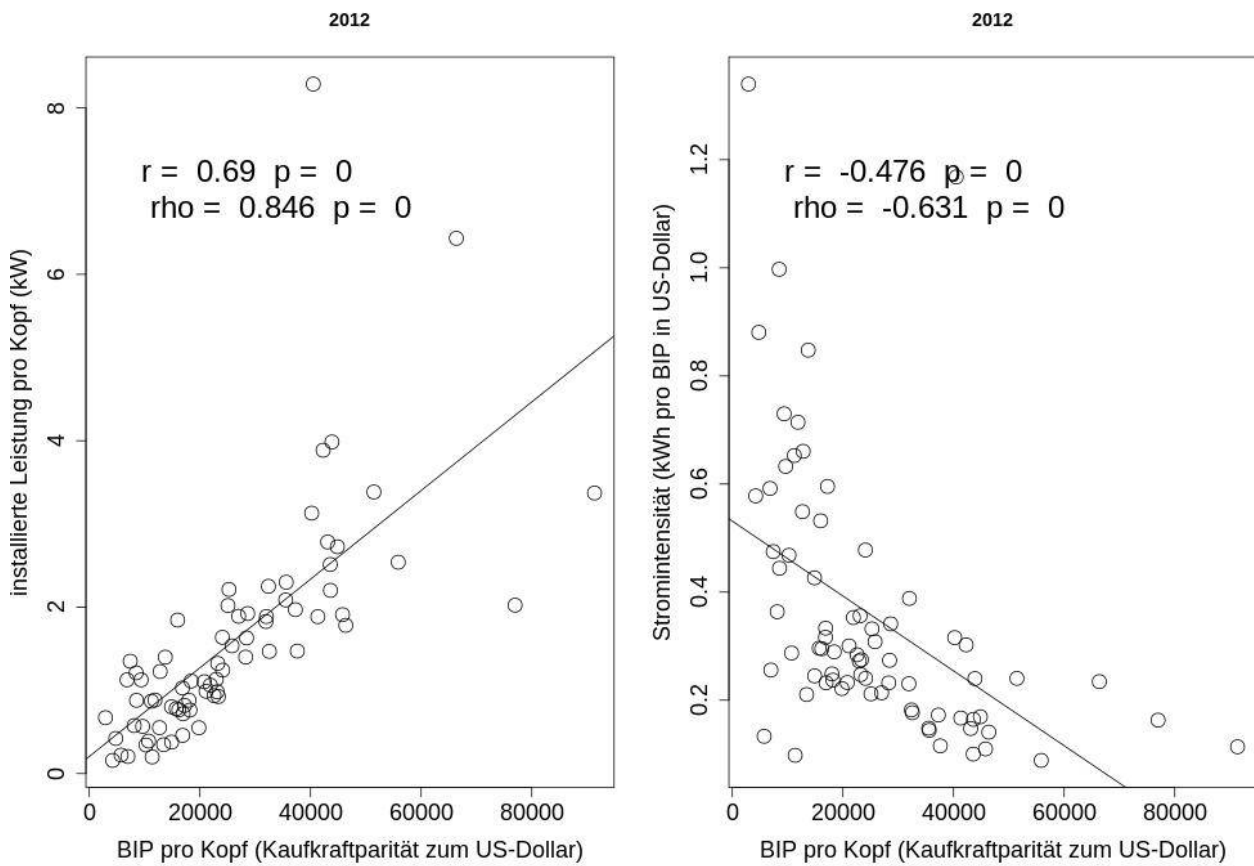 2012
installierte Leistung pro Kopf (kW)
8
6
4
2
0
r = 0.69 p = 0
rho = 0.846 p = 0
0 20000 40000 60000 80000
BIP pro Kopf (Kaufkraftparität zum US-Dollar)
2012
Stromintensität (kWh pro BIP in US-Dollar)
1.2
1.0
0.8
0.6
0.4
0.2
r = -0.476 p = 0
rho = -0.631 p = 0
0 20000 40000 60000 80000
BIP pro Kopf (Kaufkraftparität zum US-Dollar)